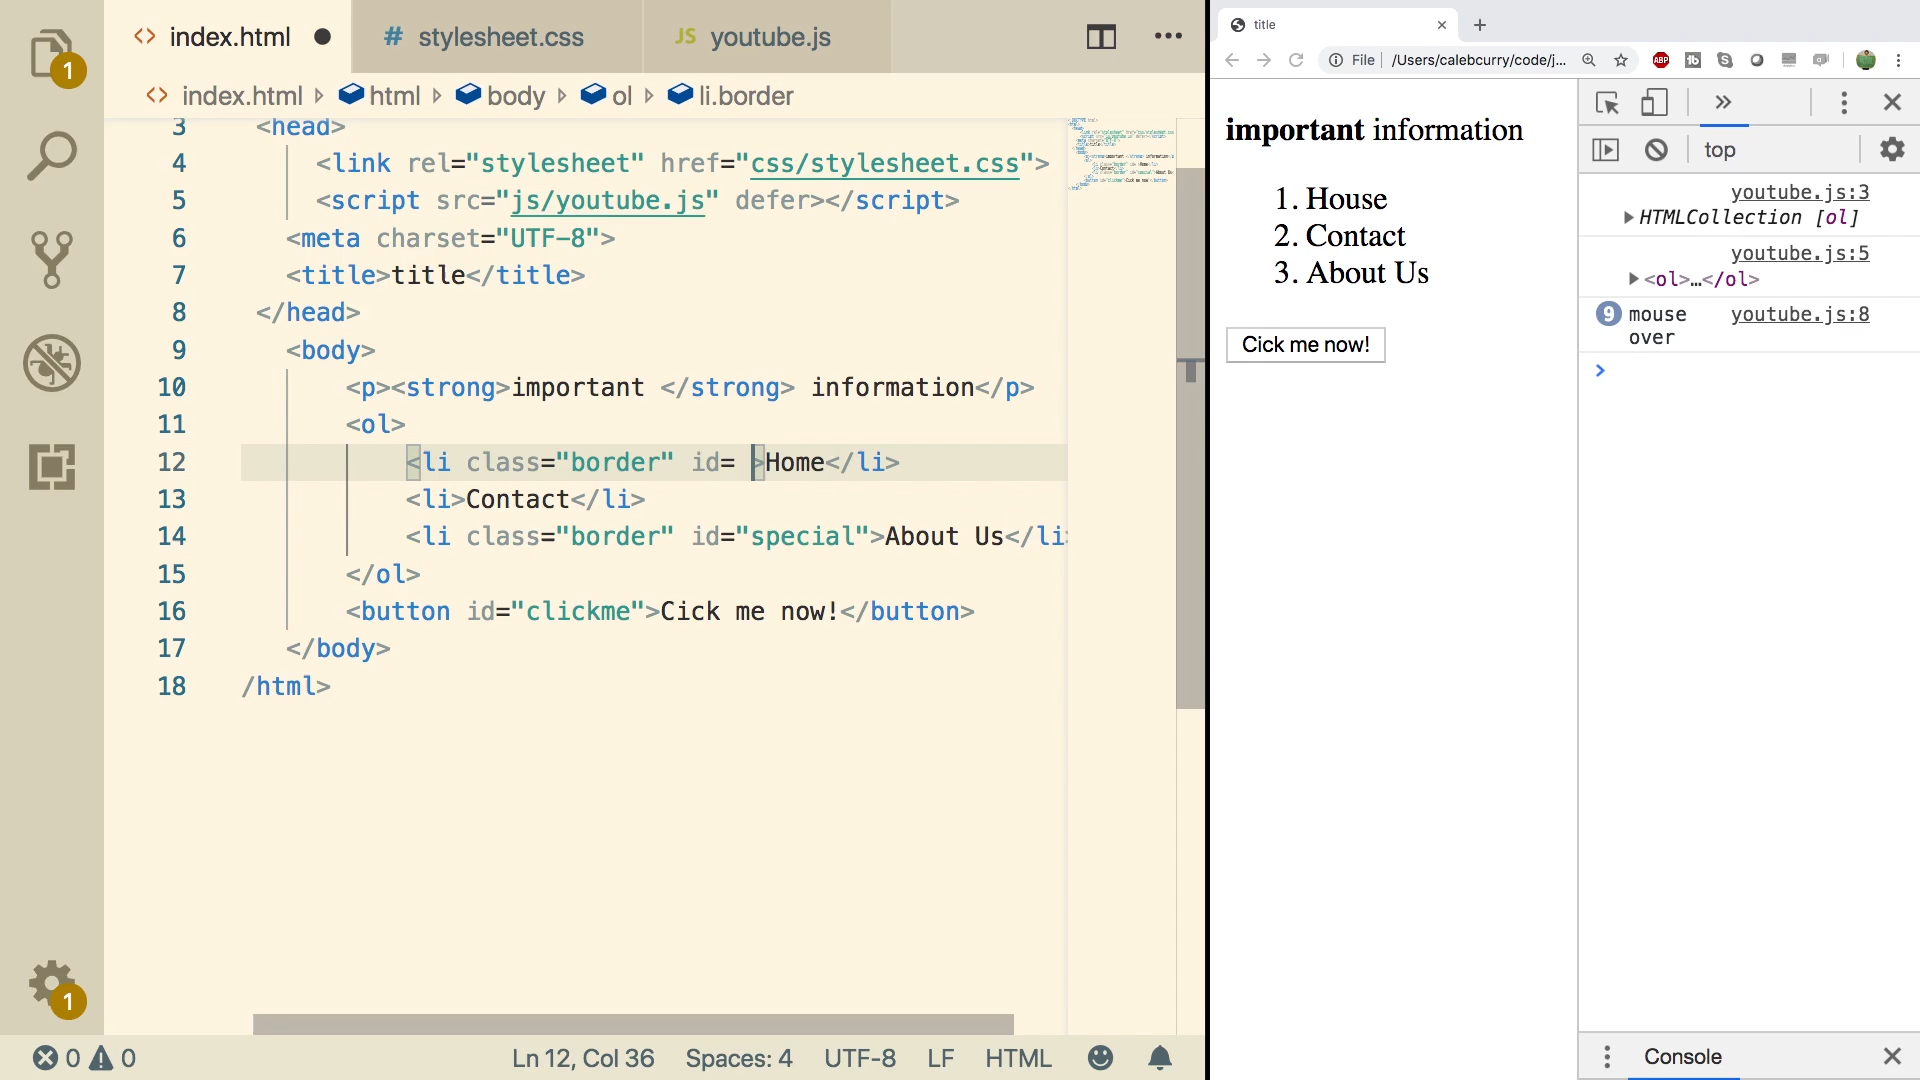 index.html
stylesheet.css
JS youtube.js
index.html html body ol li.border
3 <head>
4 <link rel="stylesheet" href="css/stylesheet.css">
5 <script src="js/youtube.js" defer></script>
6 <meta charset="UTF-8">
7 <title>title</title>
8 </head>
9 <body>
10 <p><strong>important </strong> information</p>
11 <ol>
12 <li class="border" id= >Home</li>
13 <li>Contact</li>
14 <li class="border" id="special">About Us</li>
15 </ol>
16 <button id="clickme">Cick me now!</button>
17 </body>
18 /html>
1
1
0 0
Ln 12, Col 36 Spaces: 4 UTF-8 LF HTML
title
File /Users/calebcurry/code/j...
ABP
important information
1. House
2. Contact
3. About Us
Cick me now!
top
youtube.js:3
HTMLCollection [ol]
youtube.js:5
<ol>…</ol>
9 mouse over youtube.js:8
Console